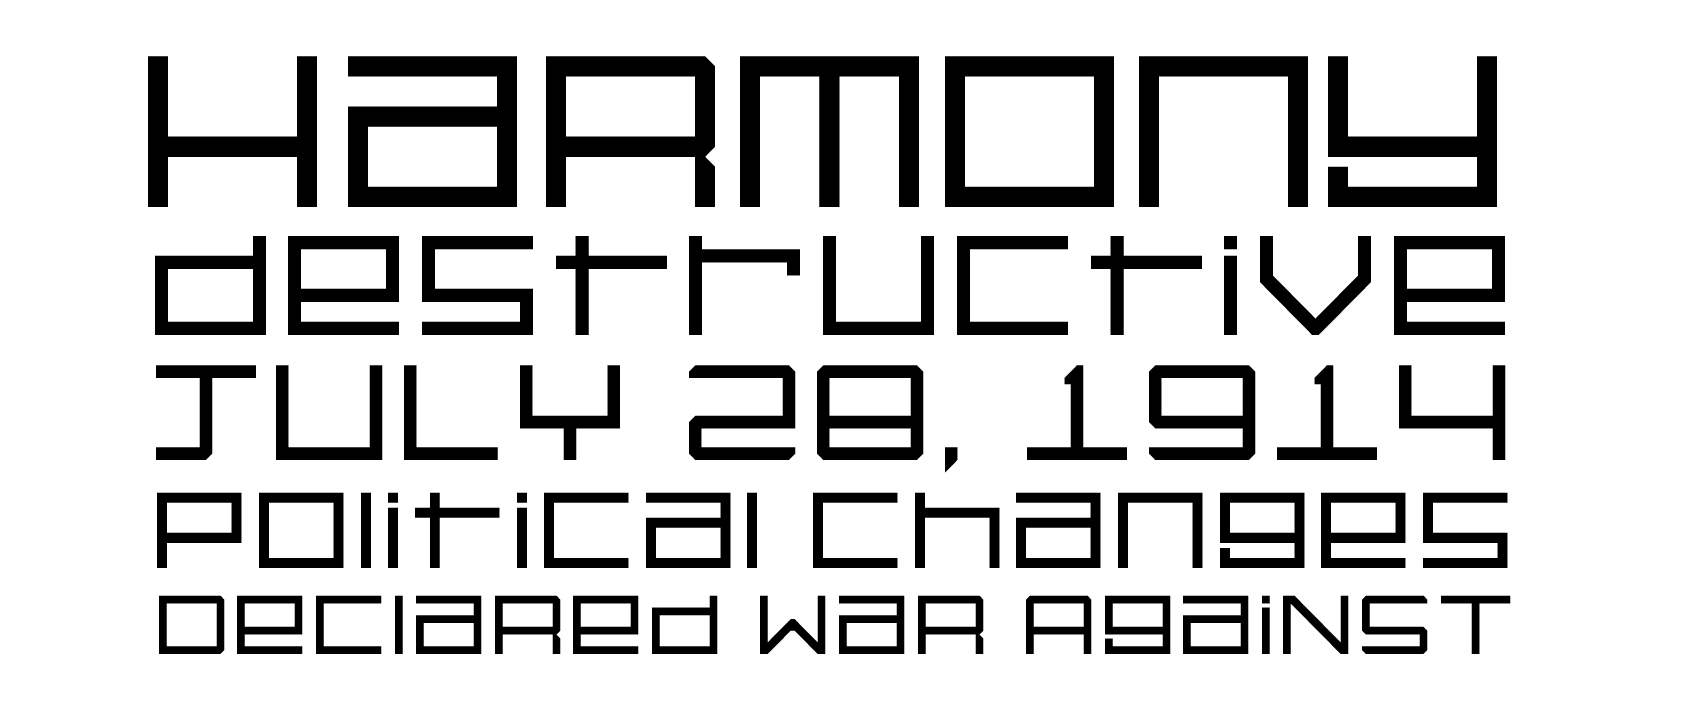 HaRMONy
destructive
JULY 28, 1914
Political changes
DeclaRed WaR AgaiNST